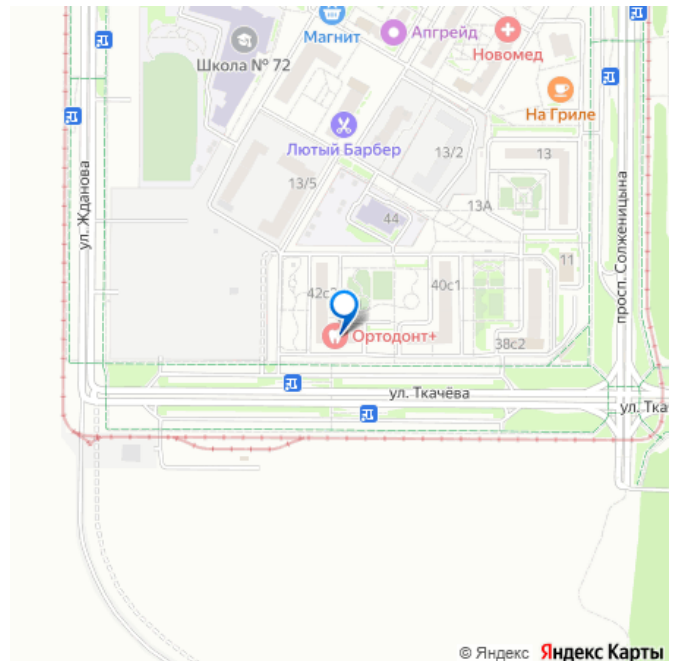 Магнит
Апгрейд
Новомед
Школа № 72
На Гриле
Лютый Барбер
13/2
13
13/5
13А
44
ул. Жданова
просп. Солженицына
11
40с1
Ортодонт+
38с2
ул. Ткачёва
ул. Тка
© Яндекс Яндекс Карты